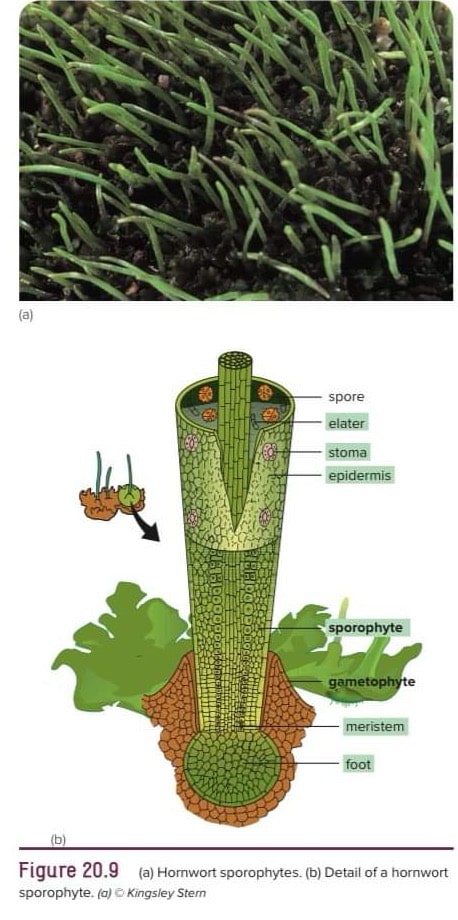 (a)
spore
elater
stoma
epidermis
sporophyte
gametophyte
meristem
foot
(b)
Figure 20.9 (a) Hornwort sporophytes. (b) Detail of a hornwort
sporophyte. (a) © Kingsley Stern